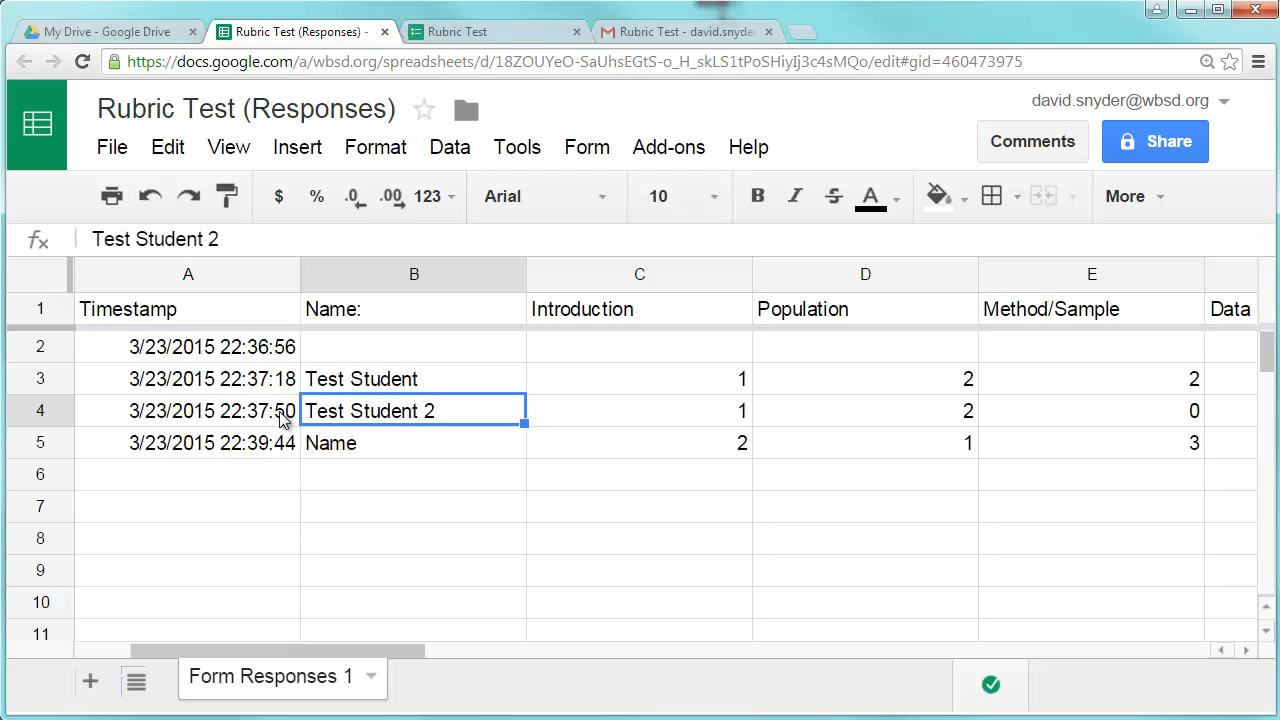 My Drive - Google Drive × Rubric Test (Responses) - × Rubric Test × Rubric Test - david.snyder ×
https://docs.google.com/a/wbsd.org/spreadsheets/d/18ZOUYeO-SaUhsEGtS-o_H_skLS1tPoSHiyIj3c4sMQo/edit#gid=460473975
Rubric Test (Responses)
david.snyder@wbsd.org
File Edit View Insert Format Data Tools Form Add-ons Help
Comments Share
$ % .0 .00 123 Arial 10 B I S A More
fx Test Student 2
A B C D E
1 Timestamp Name: Introduction Population Method/Sample Data
2 3/23/2015 22:36:56
3 3/23/2015 22:37:18 Test Student 1 2 2
4 3/23/2015 22:37:50 Test Student 2 1 2 0
5 3/23/2015 22:39:44 Name 2 1 3
6
7
8
9
10
11
+ Form Responses 1